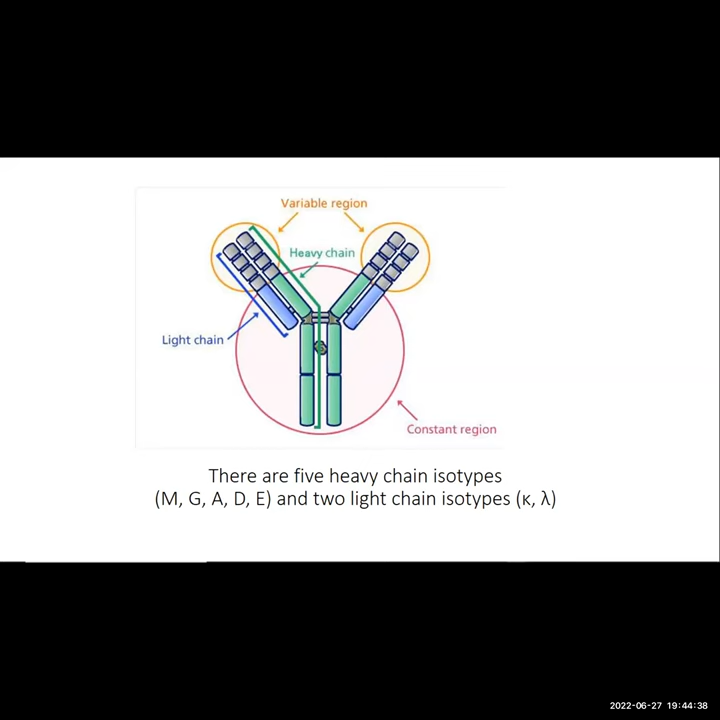 Variable region
Heavy chain
Light chain
Constant region
There are five heavy chain isotypes
(M, G, A, D, E) and two light chain isotypes (κ, λ)
2022-06-27 19:44:38